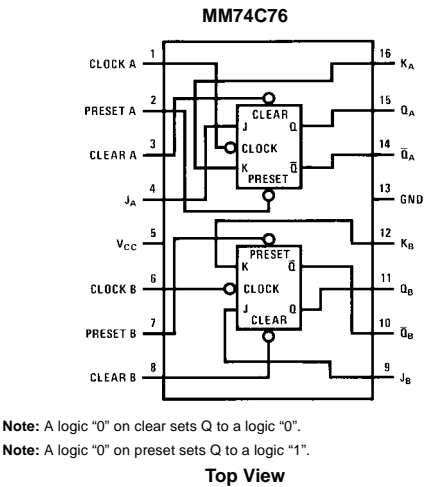 MM74C76
1 CLOCK A
2 PRESET A
3 CLEAR A
4 JA
5 VCC
6 CLOCK B
7 PRESET B
8 CLEAR B
16 KA
15 QA
14 Q̅A
13 GND
12 KB
11 QB
10 Q̅B
9 JB
CLEAR
J Q
CLOCK
K Q̅
PRESET
PRESET
K Q̅
CLOCK
J Q
CLEAR
Note: A logic “0” on clear sets Q to a logic “0”.
Note: A logic “0” on preset sets Q to a logic “1”.
Top View